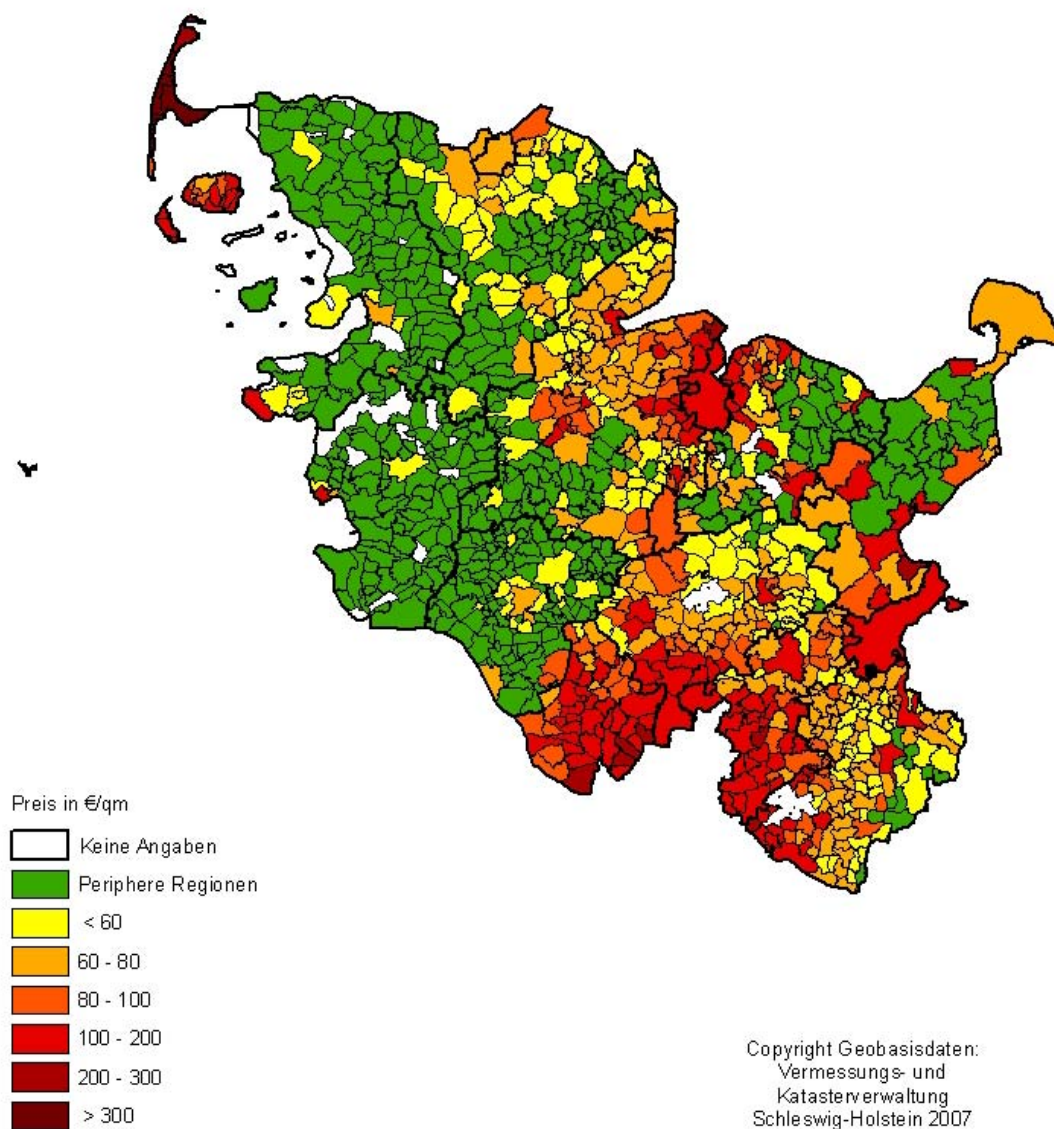 Preis in €/qm
Keine Angaben
Periphere Regionen
< 60
60 - 80
80 - 100
100 - 200
200 - 300
> 300
Copyright Geobasisdaten:
Vermessungs- und
Katasterverwaltung
Schleswig-Holstein 2007